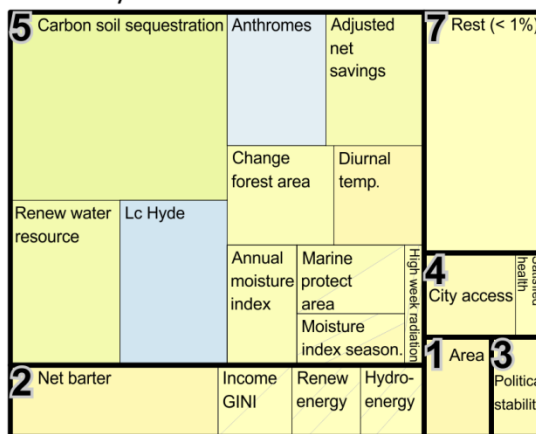 5 Carbon soil sequestration
Anthromes
Adjusted
net
savings
7 Rest (< 1%)
Change
forest area
Diurnal
temp.
Renew water
resource
Lc Hyde
Annual
moisture
index
Marine
protect
area
High week radiation
Moisture
index season.
4
City access
health
1 Area
3
Politica
stabilit
2 Net barter
Income
GINI
Renew
energy
Hydro-
energy